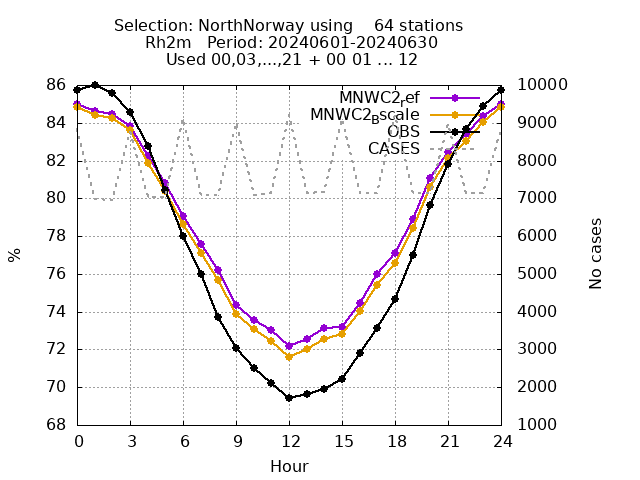 Selection: NorthNorway using    64 stations
Rh2m   Period: 20240601-20240630
Used 00,03,...,21 + 00 01 ... 12
86
84
82
80
78
76
74
72
70
68
10000
9000
8000
7000
6000
5000
4000
3000
2000
1000
MNWC2ref
MNWC2Bscale
OBS
CASES
%
No cases
0 3 6 9 12 15 18 21 24
Hour